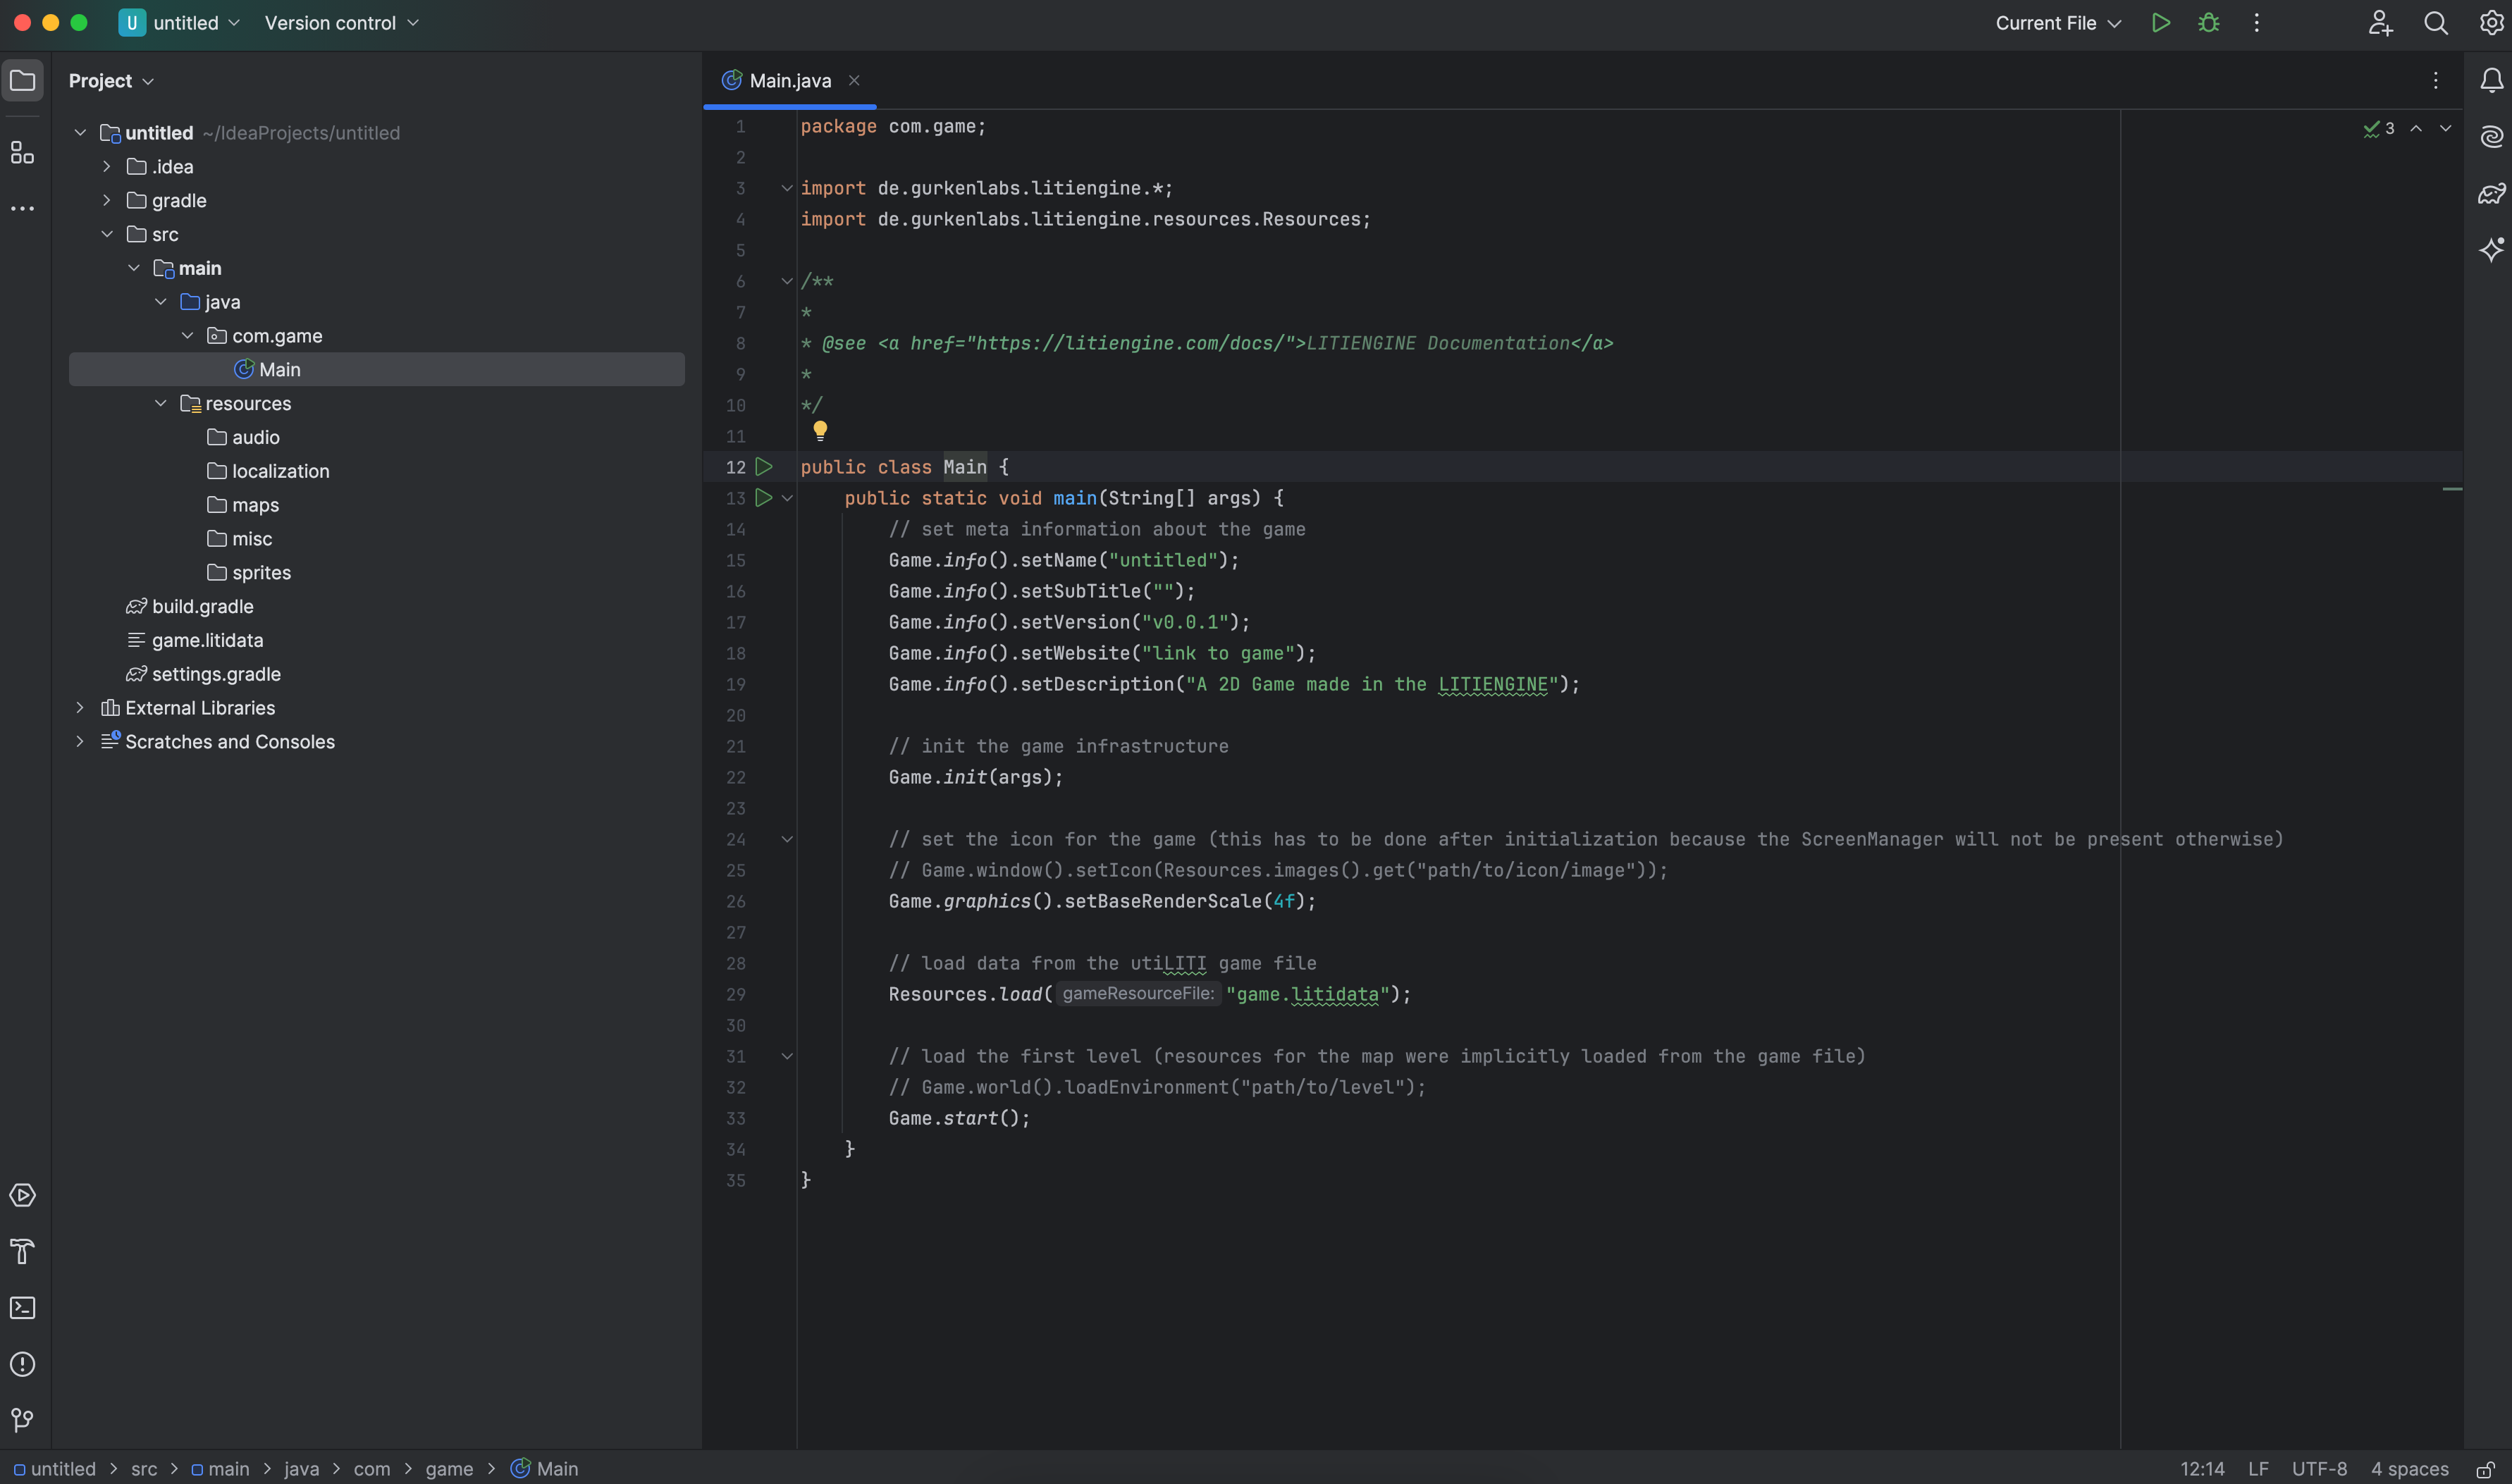 U untitled Version control Current File
Project
Main.java
untitled ~/IdeaProjects/untitled
.idea
gradle
src
main
java
com.game
Main
resources
audio
localization
maps
misc
sprites
build.gradle
game.litidata
settings.gradle
External Libraries
Scratches and Consoles
3
1 package com.game;
2
3 import de.gurkenlabs.litiengine.*;
4 import de.gurkenlabs.litiengine.resources.Resources;
5
6 /**
7 *
8 * @see <a href="https://litiengine.com/docs/">LITIENGINE Documentation</a>
9 *
10 */
11
12 public class Main {
13 public static void main(String[] args) {
14 // set meta information about the game
15 Game.info().setName("untitled");
16 Game.info().setSubTitle("");
17 Game.info().setVersion("v0.0.1");
18 Game.info().setWebsite("link to game");
19 Game.info().setDescription("A 2D Game made in the LITIENGINE");
20
21 // init the game infrastructure
22 Game.init(args);
23
24 // set the icon for the game (this has to be done after initialization because the ScreenManager will not be present otherwise)
25 // Game.window().setIcon(Resources.images().get("path/to/icon/image"));
26 Game.graphics().setBaseRenderScale(4f);
27
28 // load data from the utiLITI game file
29 Resources.load( gameResourceFile: "game.litidata");
30
31 // load the first level (resources for the map were implicitly loaded from the game file)
32 // Game.world().loadEnvironment("path/to/level");
33 Game.start();
34 }
35 }
untitled > src > main > java > com > game > Main 12:14 LF UTF-8 4 spaces